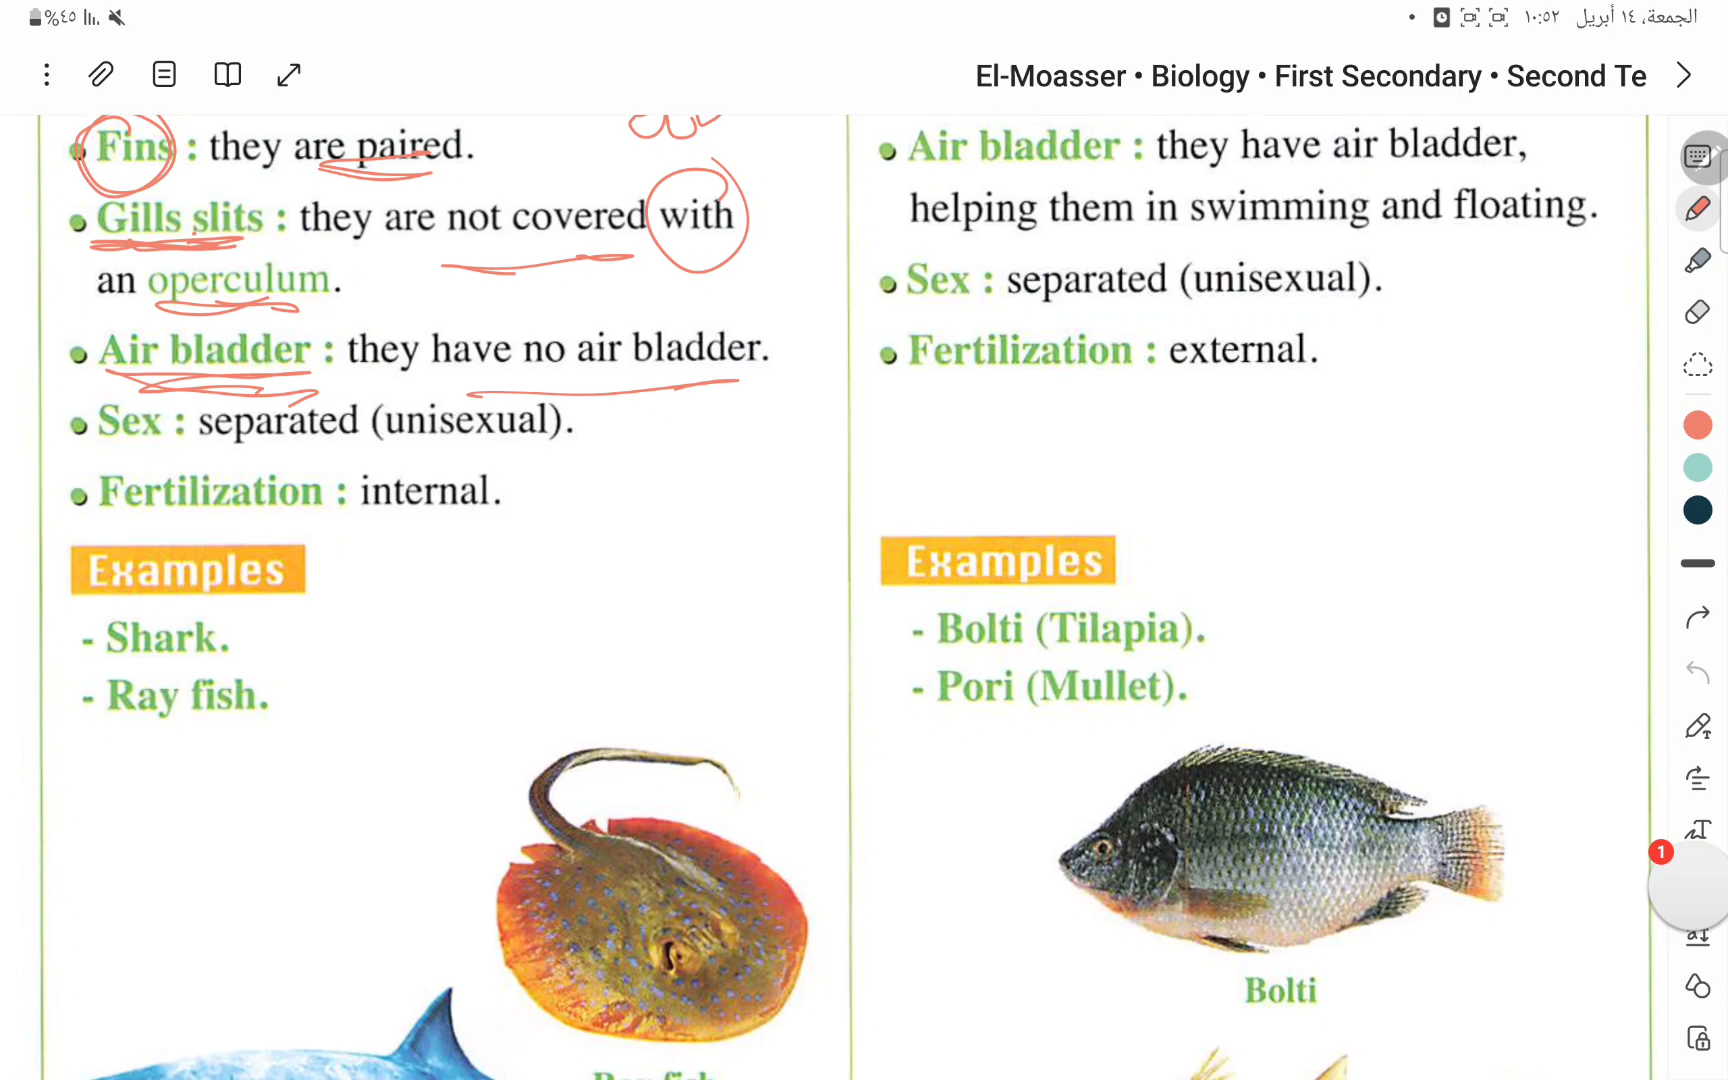 %٤٥
١٠:٥٢ الجمعة، ١٤ أبريل
El-Moasser • Biology • First Secondary • Second Te
Fins : they are paired.
Gills slits : they are not covered with
an operculum.
Air bladder : they have no air bladder.
Sex : separated (unisexual).
Fertilization : internal.
Examples
- Shark.
- Ray fish.
Ray fish
Air bladder : they have air bladder,
helping them in swimming and floating.
Sex : separated (unisexual).
Fertilization : external.
Examples
- Bolti (Tilapia).
- Pori (Mullet).
Bolti
1